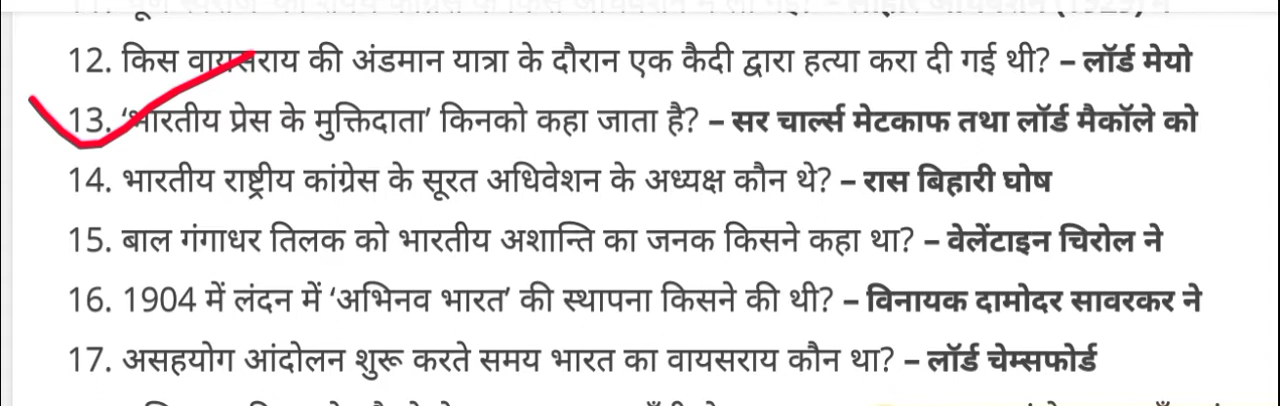 12. किस वायसराय की अंडमान यात्रा के दौरान एक कैदी द्वारा हत्या करा दी गई थी? – लॉर्ड मेयो
13. ‘भारतीय प्रेस के मुक्तिदाता’ किनको कहा जाता है? – सर चार्ल्स मेटकाफ तथा लॉर्ड मैकॉले को
14. भारतीय राष्ट्रीय कांग्रेस के सूरत अधिवेशन के अध्यक्ष कौन थे? – रास बिहारी घोष
15. बाल गंगाधर तिलक को भारतीय अशान्ति का जनक किसने कहा था? – वेलेंटाइन चिरोल ने
16. 1904 में लंदन में ‘अभिनव भारत’ की स्थापना किसने की थी? – विनायक दामोदर सावरकर ने
17. असहयोग आंदोलन शुरू करते समय भारत का वायसराय कौन था? – लॉर्ड चेम्सफोर्ड